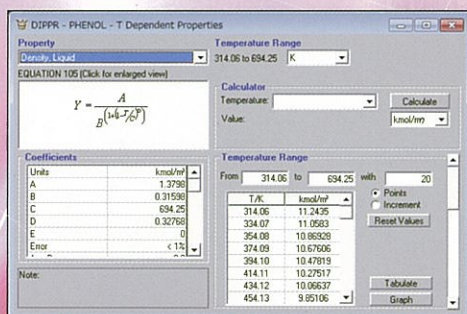 DIPPR - PHENOL - T Dependent Properties
Property
Density, Liquid
Temperature Range
314.06 to 694.25 K
EQUATION 105 (Click for enlarged view)
Y = A / B^(1+(1-T/C)^D)
Calculator
Temperature:
Calculate
Value:
kmol/m³
Coefficients
Units kmol/m³
A 1.3798
B 0.31598
C 694.25
D 0.32768
E 0
Error < 1%
Note:
Temperature Range
From 314.06 to 694.25 with 20
Points
Increment
Reset Values
T/K kmol/m³
314.06 11.2435
334.07 11.0583
354.08 10.86928
374.09 10.67606
394.10 10.47819
414.11 10.27517
434.12 10.06637
454.13 9.85106
Tabulate
Graph